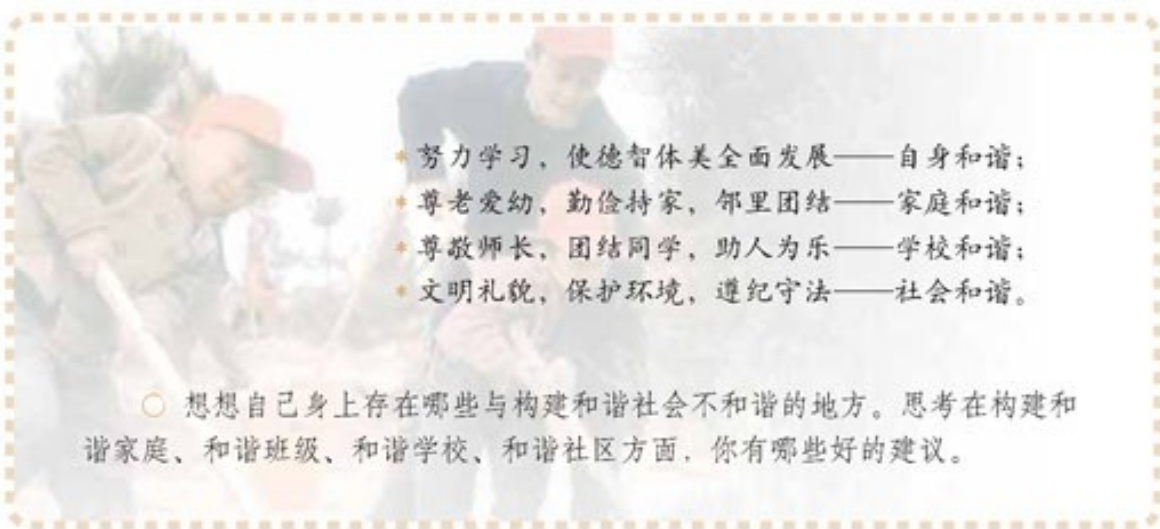 * 努力学习，使德智体美全面发展——自身和谐；
* 尊老爱幼，勤俭持家，邻里团结——家庭和谐；
* 尊敬师长，团结同学，助人为乐——学校和谐；
* 文明礼貌，保护环境，遵纪守法——社会和谐。
○ 想想自己身上存在哪些与构建和谐社会不和谐的地方。思考在构建和
谐家庭、和谐班级、和谐学校、和谐社区方面，你有哪些好的建议。